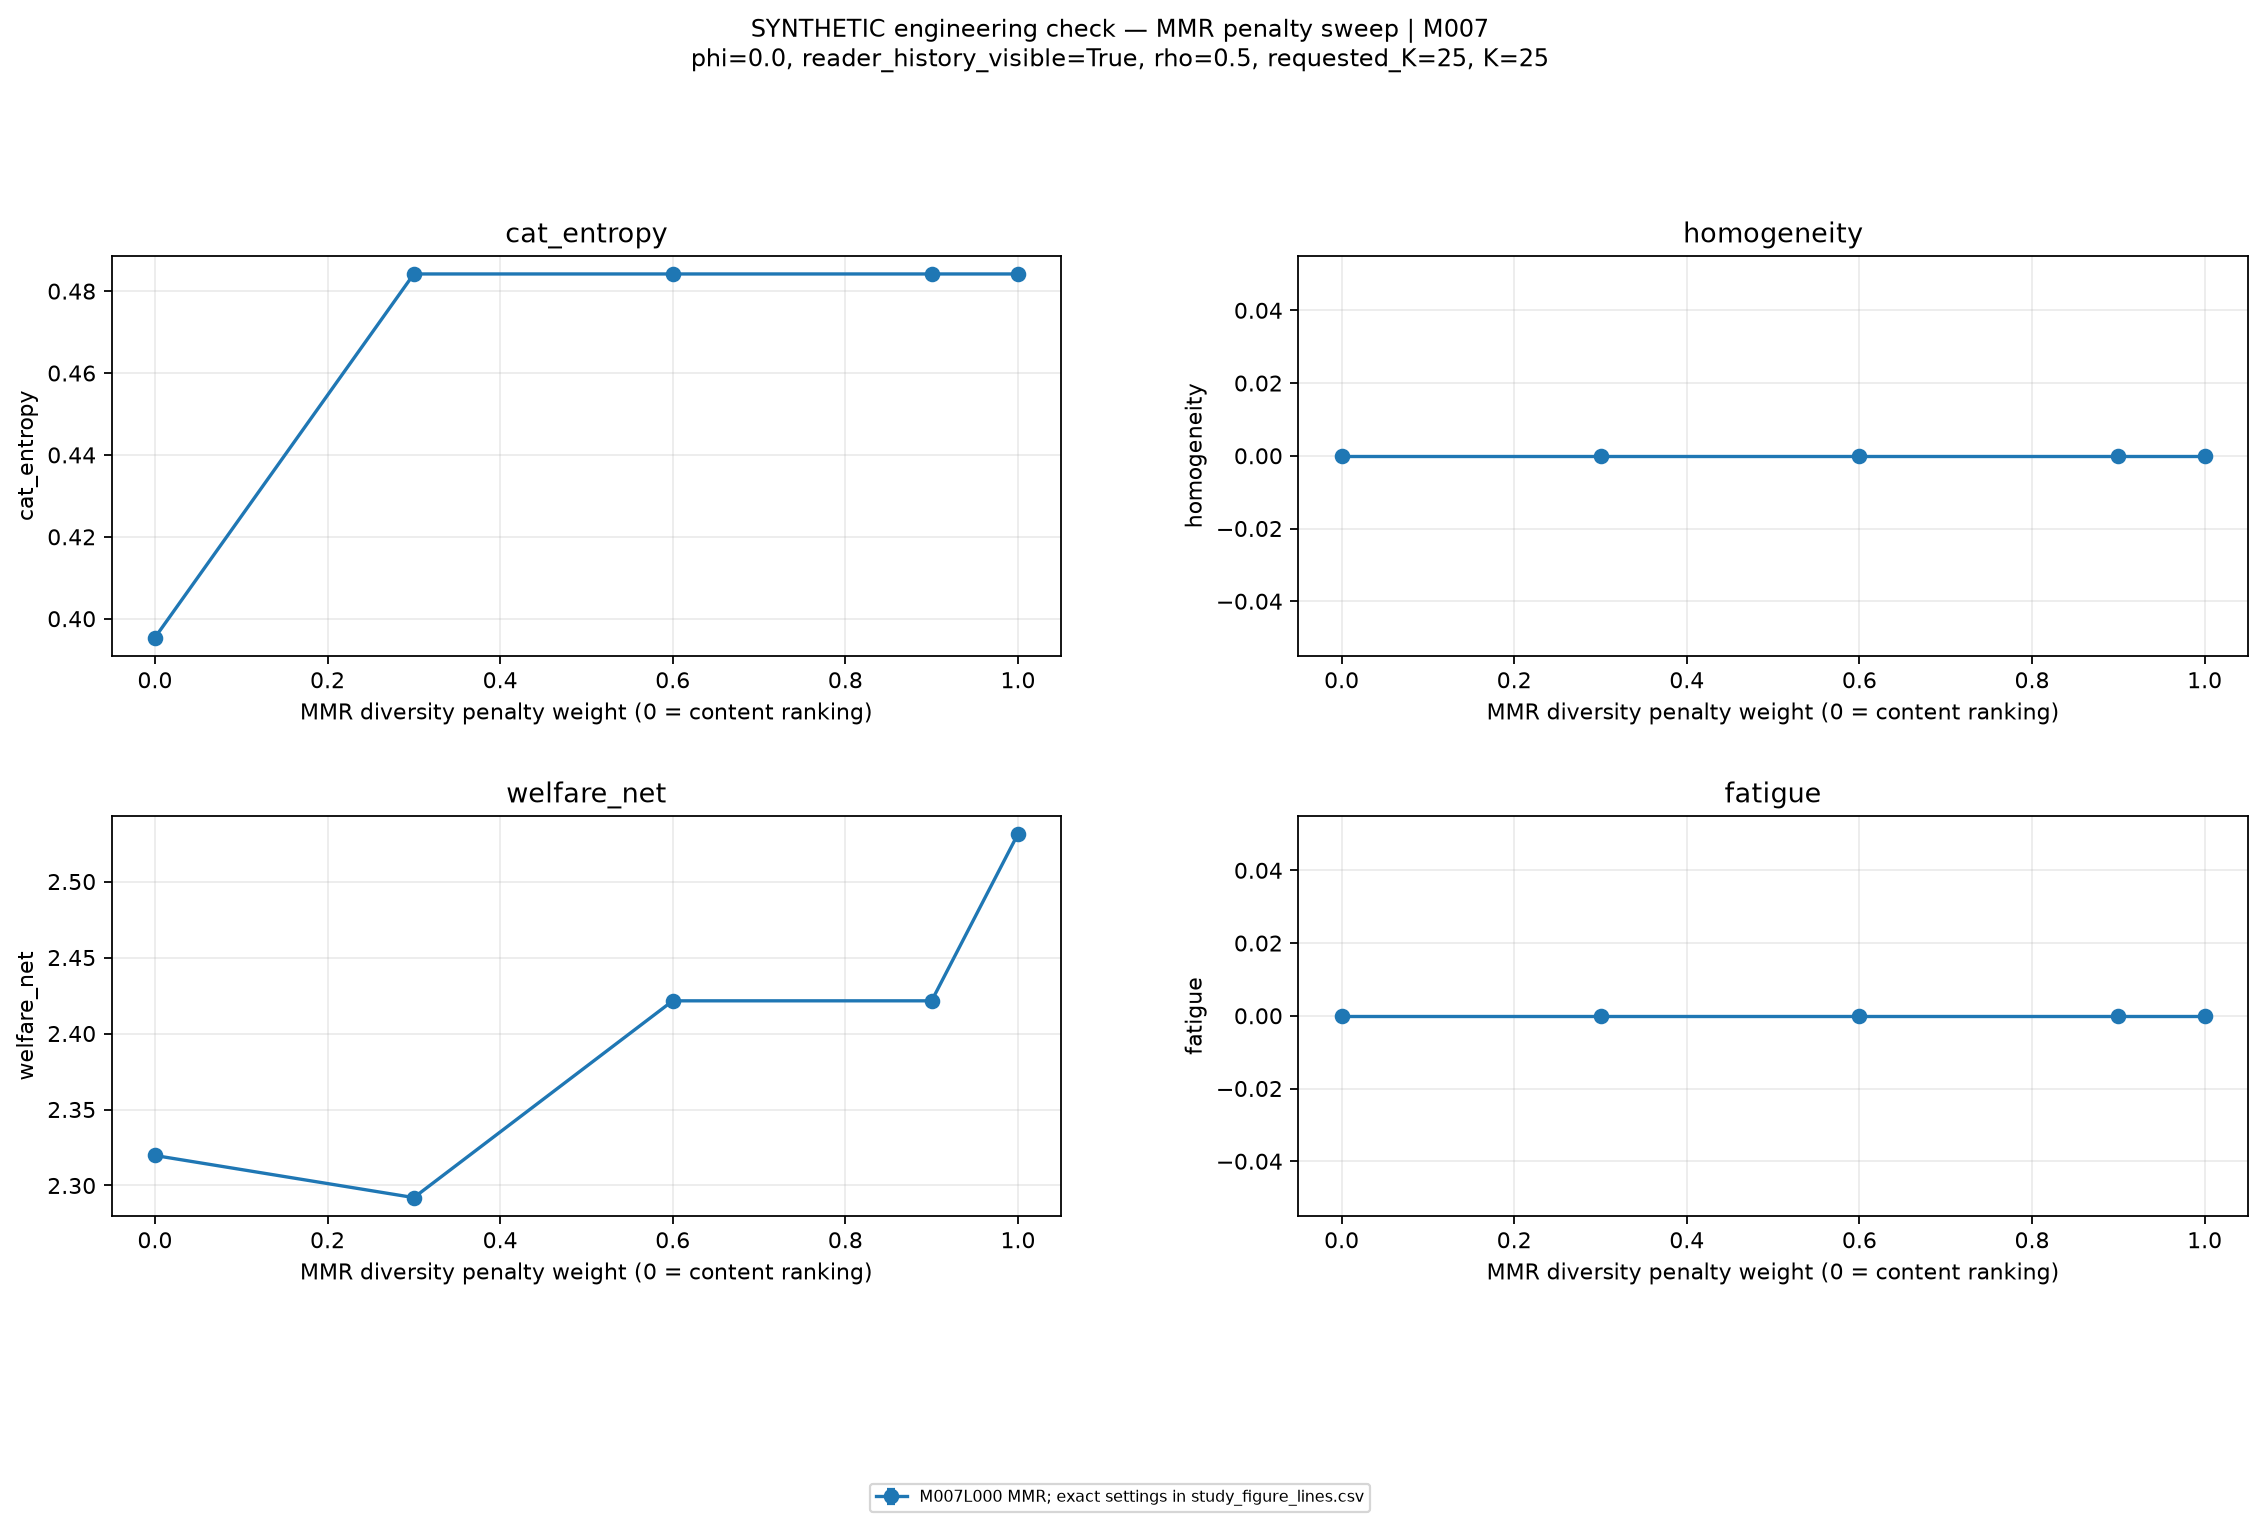 SYNTHETIC engineering check — MMR penalty sweep | M007
phi=0.0, reader_history_visible=True, rho=0.5, requested_K=25, K=25
cat_entropy
cat_entropy
0.48
0.46
0.44
0.42
0.40
0.0 0.2 0.4 0.6 0.8 1.0
MMR diversity penalty weight (0 = content ranking)
homogeneity
homogeneity
0.04
0.02
0.00
−0.02
−0.04
0.0 0.2 0.4 0.6 0.8 1.0
MMR diversity penalty weight (0 = content ranking)
welfare_net
welfare_net
2.50
2.45
2.40
2.35
2.30
0.0 0.2 0.4 0.6 0.8 1.0
MMR diversity penalty weight (0 = content ranking)
fatigue
fatigue
0.04
0.02
0.00
−0.02
−0.04
0.0 0.2 0.4 0.6 0.8 1.0
MMR diversity penalty weight (0 = content ranking)
M007L000 MMR; exact settings in study_figure_lines.csv